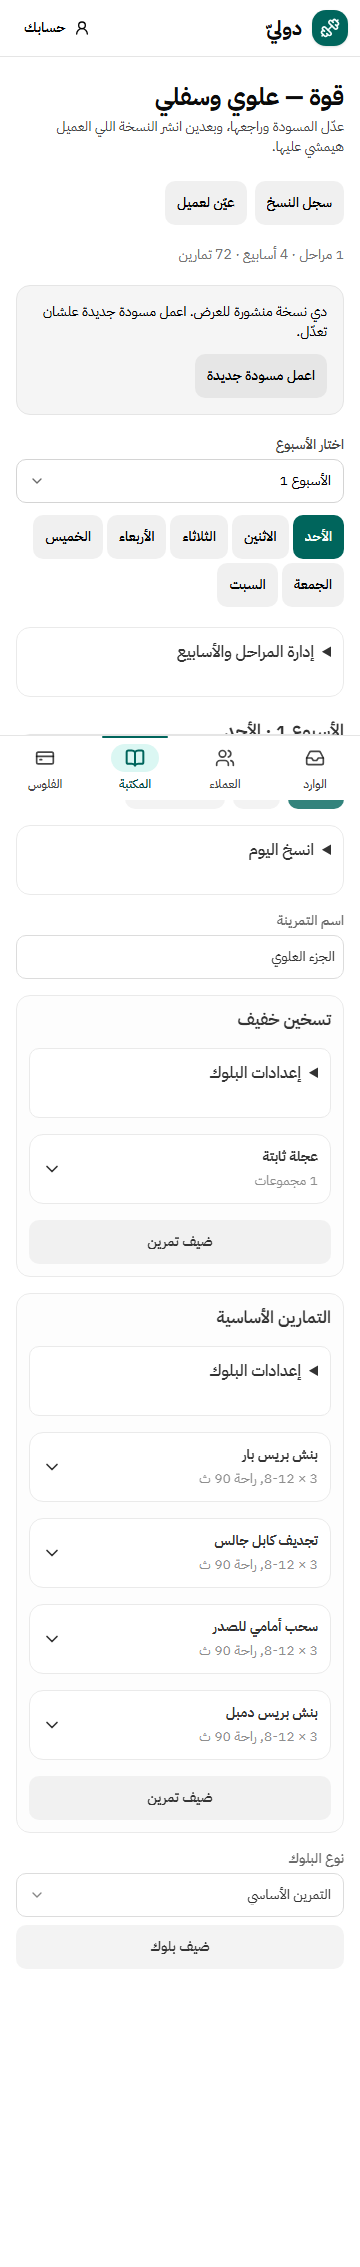 دوليّ
حسابك
قوة — علوي وسفلي
عدّل المسودة وراجعها، وبعدين انشر النسخة اللي العميل
هيمشي عليها.
سجل النسخ
عيّن لعميل
1 مراحل · 4 أسابيع · 72 تمارين
دي نسخة منشورة للعرض. اعمل مسودة جديدة علشان
تعدّل.
اعمل مسودة جديدة
اختار الأسبوع
الأسبوع 1
الأحد
الاثنين
الثلاثاء
الأربعاء
الخميس
الجمعة
السبت
إدارة المراحل والأسابيع
الأسبوع 1 · الأحد
الوارد
العملاء
المكتبة
الفلوس
انسخ اليوم
اسم التمرينة
الجزء العلوي
تسخين خفيف
إعدادات البلوك
عجلة ثابتة
1 مجموعات
ضيف تمرين
التمارين الأساسية
إعدادات البلوك
بنش بريس بار
3 × 8-12, راحة 90 ث
تجديف كابل جالس
3 × 8-12, راحة 90 ث
سحب أمامي للصدر
3 × 8-12, راحة 90 ث
بنش بريس دمبل
3 × 8-12, راحة 90 ث
ضيف تمرين
نوع البلوك
التمرين الأساسي
ضيف بلوك